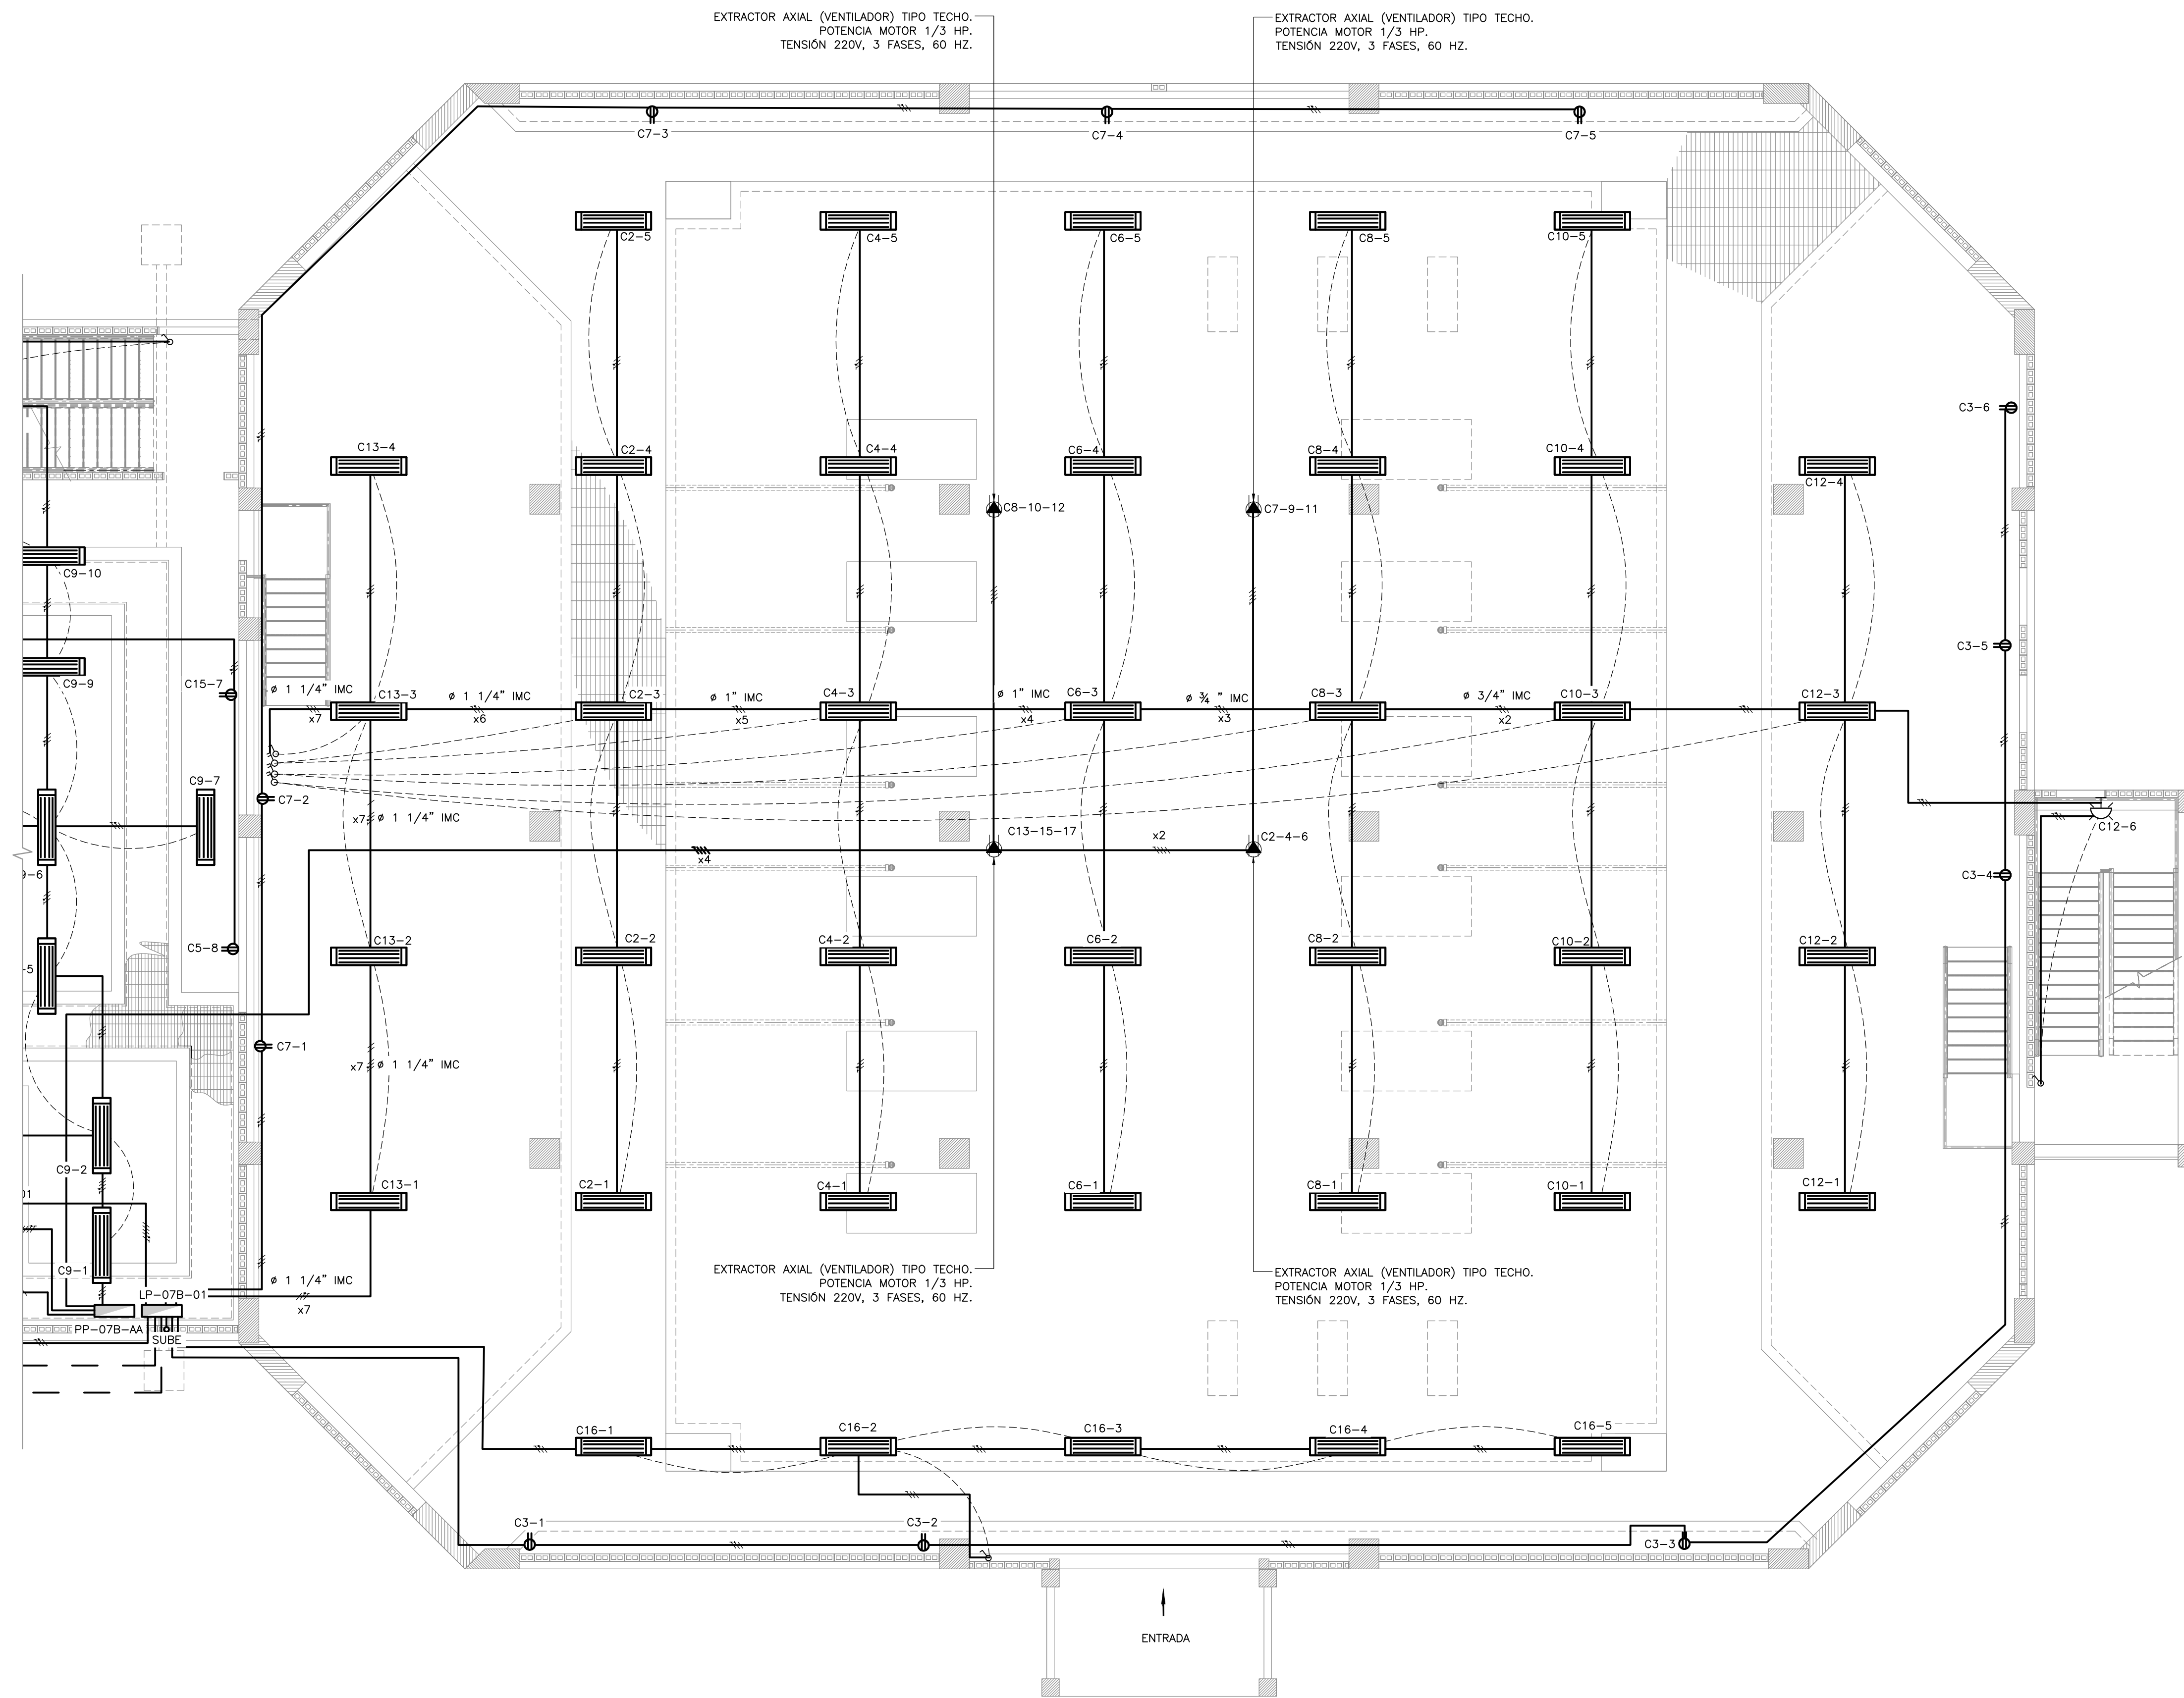 EXTRACTOR AXIAL (VENTILADOR) TIPO TECHO.
POTENCIA MOTOR 1/3 HP.
TENSIÓN 220V, 3 FASES, 60 HZ.
EXTRACTOR AXIAL (VENTILADOR) TIPO TECHO.
POTENCIA MOTOR 1/3 HP.
TENSIÓN 220V, 3 FASES, 60 HZ.
C7-3
C7-4
C7-5
C2-5
C4-5
C6-5
C8-5
C10-5
C3-6
C13-4
C2-4
C4-4
C6-4
C8-4
C10-4
C12-4
C8-10-12
C7-9-11
C9-10
C3-5
C9-9
C15-7
ø 1 1/4" IMC
x7
C13-3
ø 1 1/4" IMC
x6
C2-3
ø 1" IMC
x5
C4-3
ø 1" IMC
x4
C6-3
ø ¾ " IMC
x3
C8-3
ø 3/4" IMC
x2
C10-3
C12-3
C9-7
C7-2
x7
ø 1 1/4" IMC
C13-15-17
x2
C2-4-6
C12-6
x4
9-6
C3-4
C5-8
C13-2
C2-2
C4-2
C6-2
C8-2
C10-2
C12-2
-5
C7-1
x7
ø 1 1/4" IMC
C9-2
01
C13-1
C2-1
C4-1
C6-1
C8-1
C10-1
C12-1
C9-1
ø 1 1/4" IMC
x7
EXTRACTOR AXIAL (VENTILADOR) TIPO TECHO.
POTENCIA MOTOR 1/3 HP.
TENSIÓN 220V, 3 FASES, 60 HZ.
EXTRACTOR AXIAL (VENTILADOR) TIPO TECHO.
POTENCIA MOTOR 1/3 HP.
TENSIÓN 220V, 3 FASES, 60 HZ.
LP-07B-01
PP-07B-AA
SUBE
C16-1
C16-2
C16-3
C16-4
C16-5
C3-1
C3-2
C3-3
ENTRADA